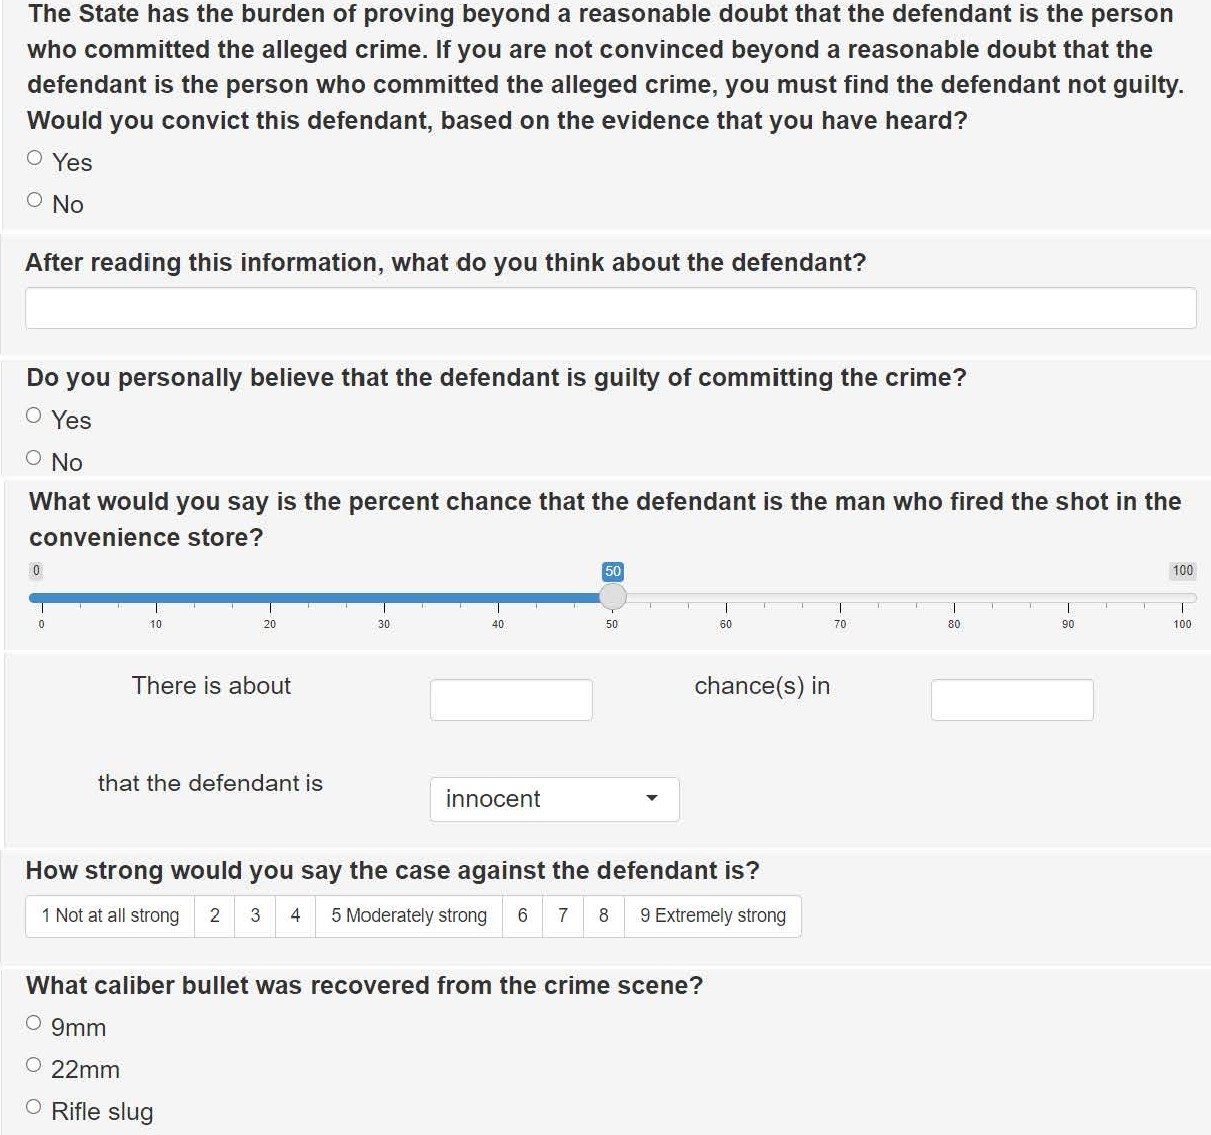 The State has the burden of proving beyond a reasonable doubt that the defendant is the person
who committed the alleged crime. If you are not convinced beyond a reasonable doubt that the
defendant is the person who committed the alleged crime, you must find the defendant not guilty.
Would you convict this defendant, based on the evidence that you have heard?
Yes
No
After reading this information, what do you think about the defendant?
Do you personally believe that the defendant is guilty of committing the crime?
Yes
No
What would you say is the percent chance that the defendant is the man who fired the shot in the
convenience store?
0 50 100
0 10 20 30 40 50 60 70 80 90 100
There is about chance(s) in
that the defendant is innocent
How strong would you say the case against the defendant is?
1 Not at all strong 2 3 4 5 Moderately strong 6 7 8 9 Extremely strong
What caliber bullet was recovered from the crime scene?
9mm
22mm
Rifle slug